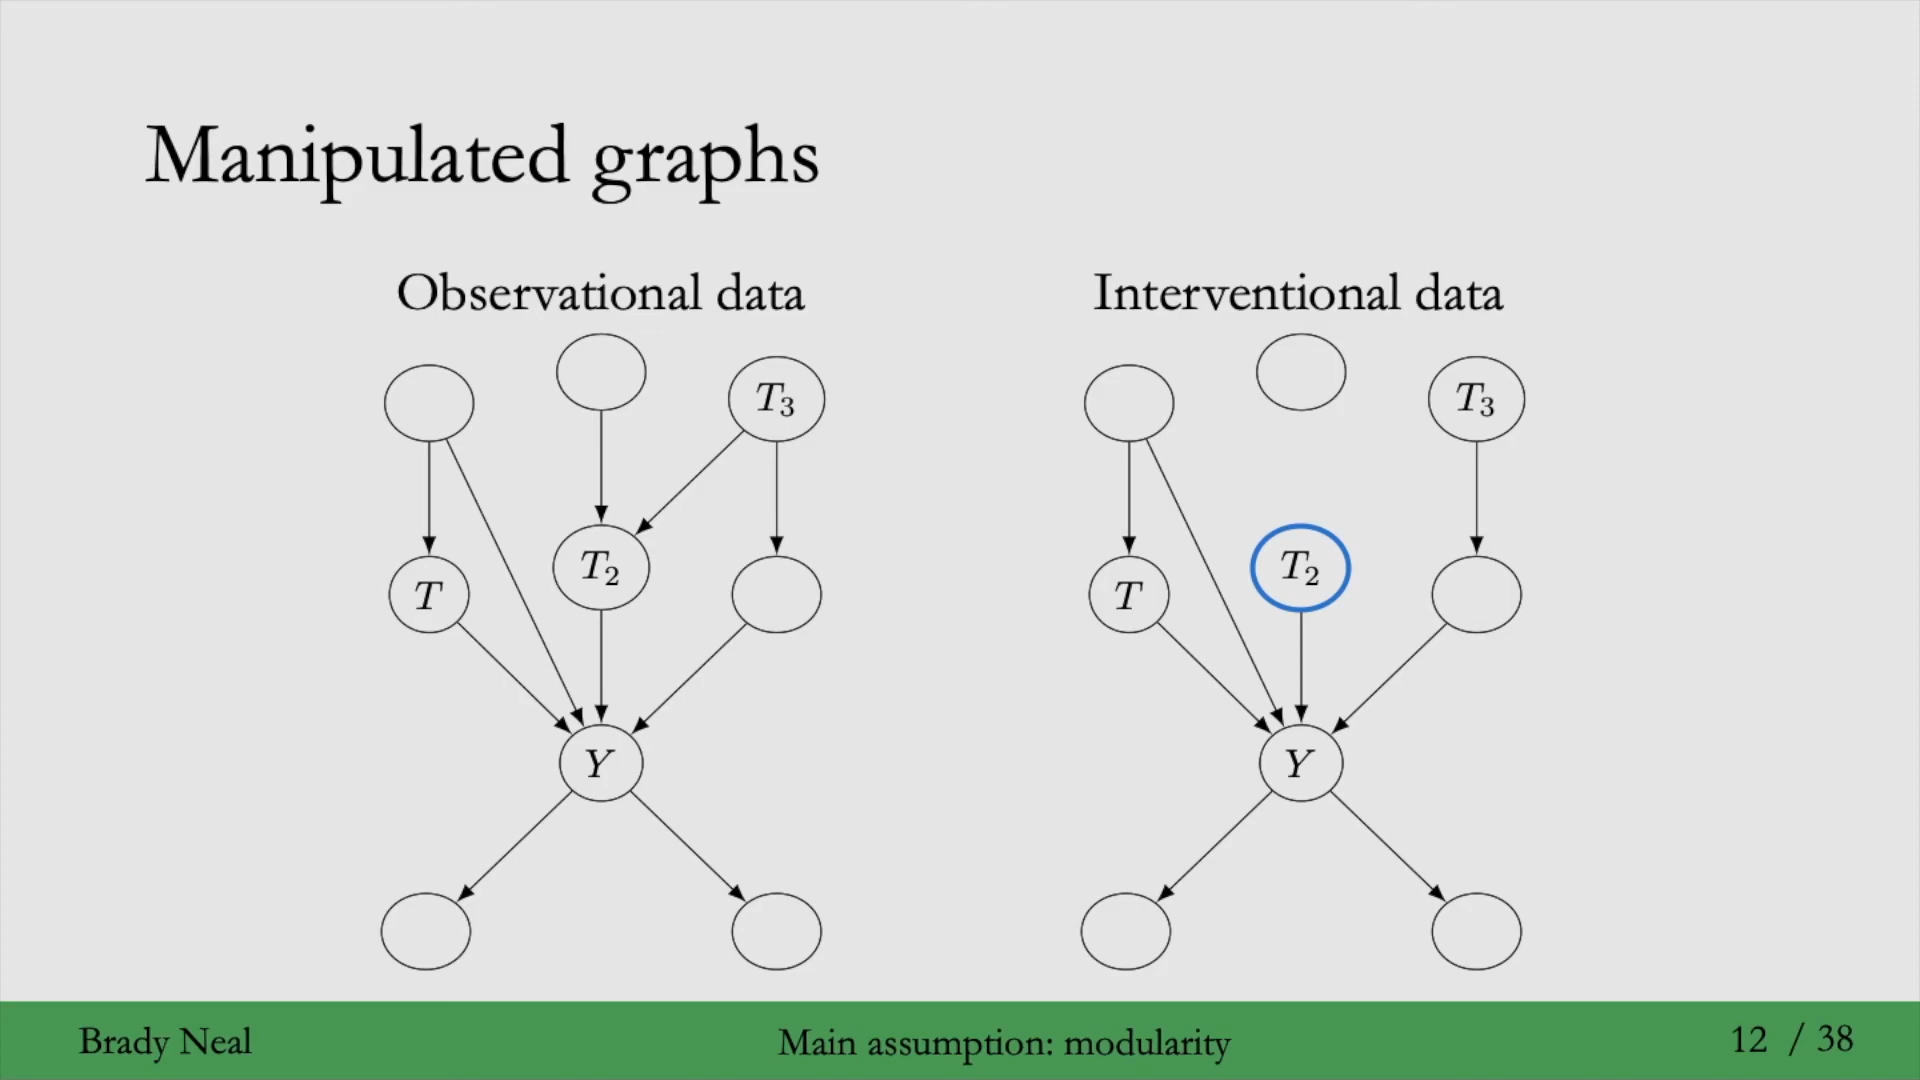 Manipulated graphs
Observational data
T₃
T
T₂
Y
Interventional data
T₃
T
T₂
Y
Brady Neal
Main assumption: modularity
12 / 38